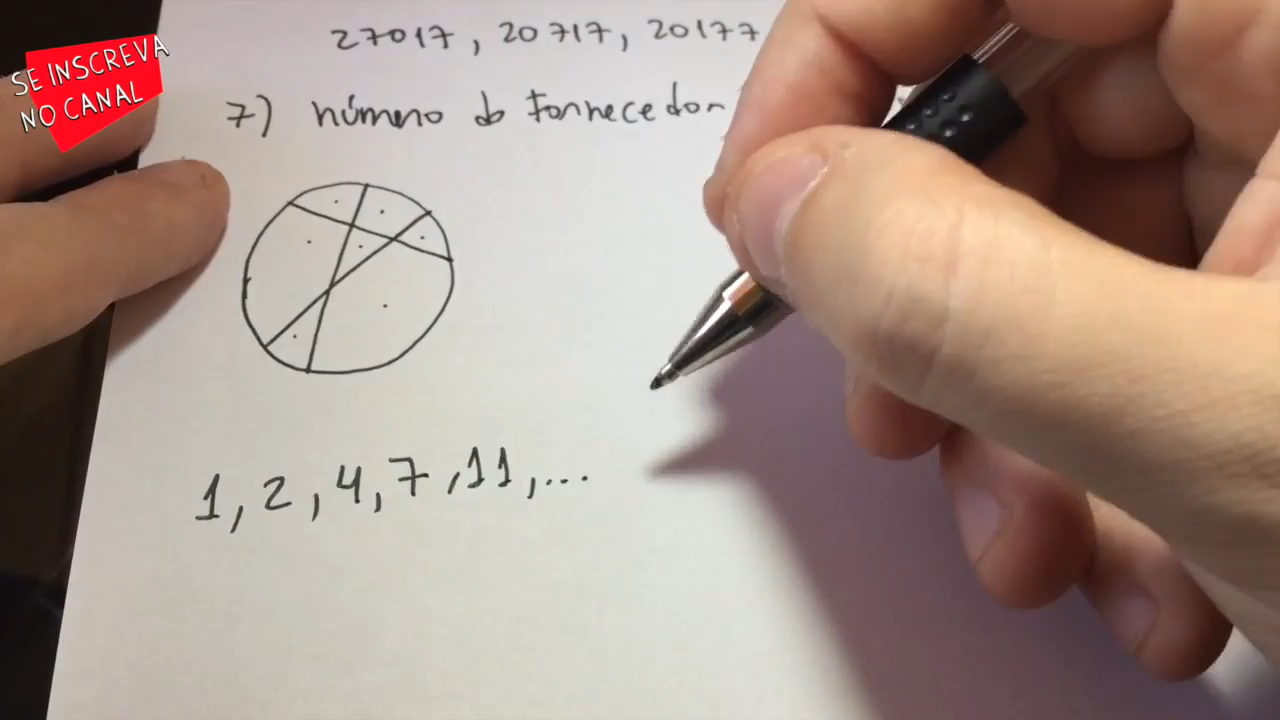 SE INSCREVA
NO CANAL
27017, 20717, 20177
7) número do fornecedor
1, 2, 4, 7, 11, ...